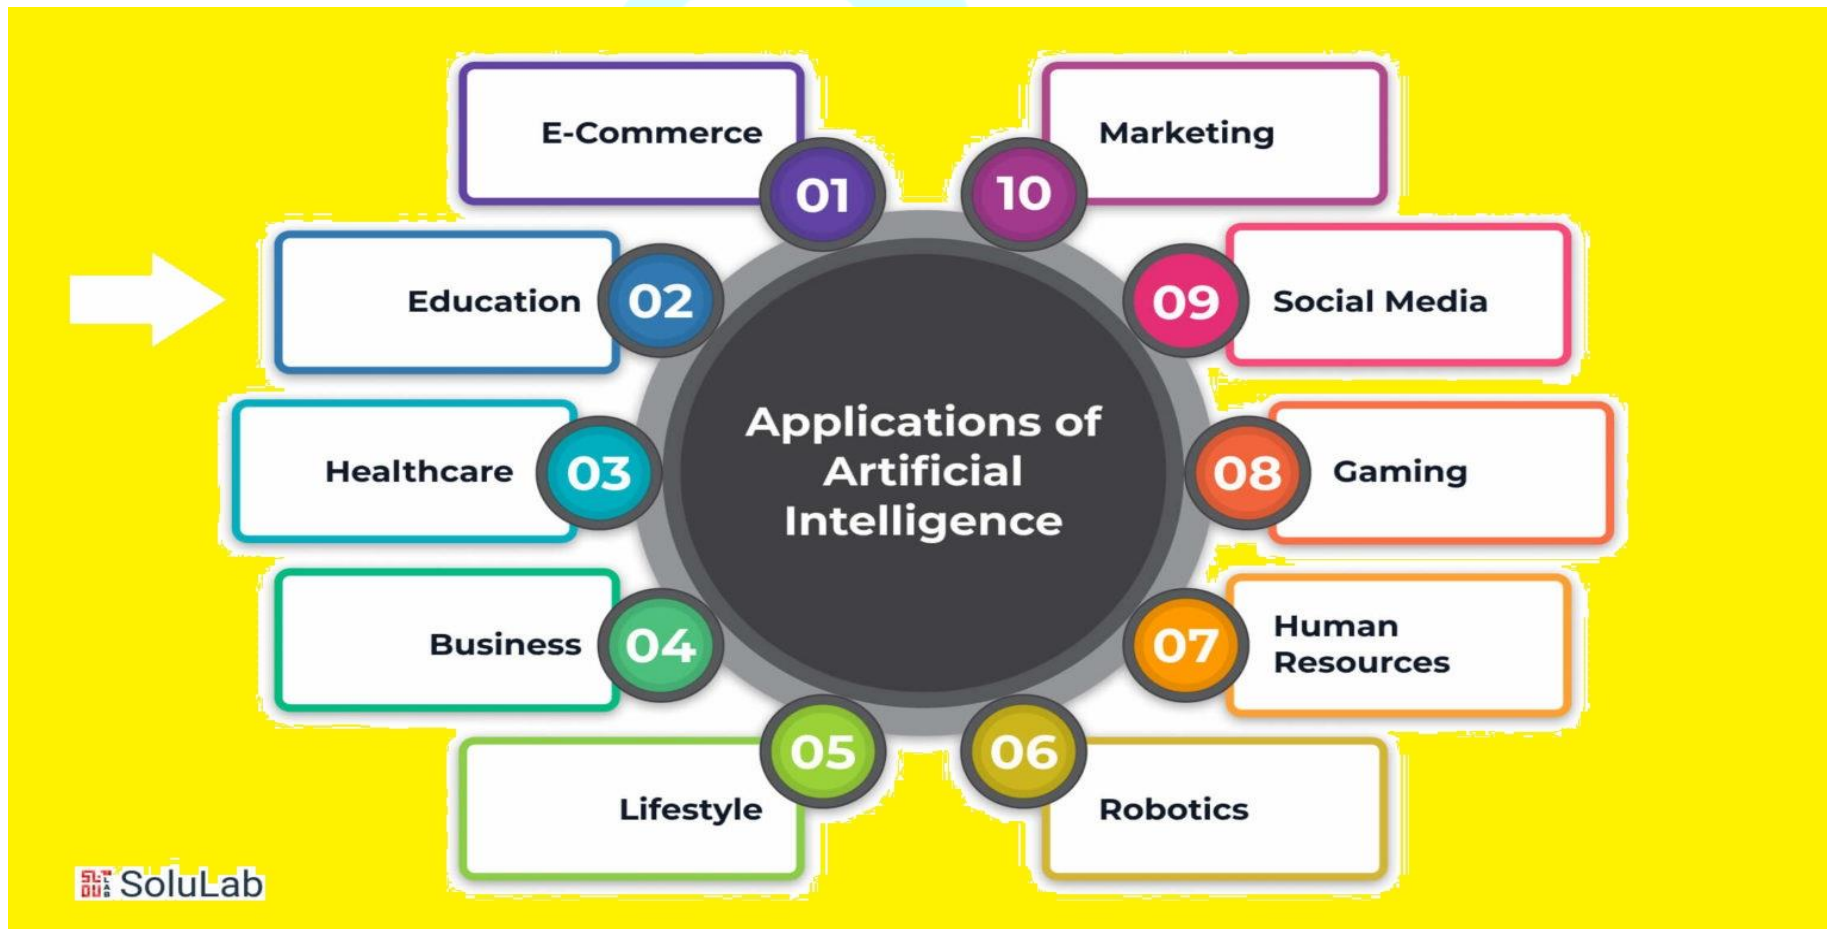 E-Commerce
01
Education
02
Healthcare
03
Business
04
Lifestyle
05
Robotics
06
Human
Resources
07
Gaming
08
Social Media
09
Marketing
10
Applications of
Artificial
Intelligence
SoluLab